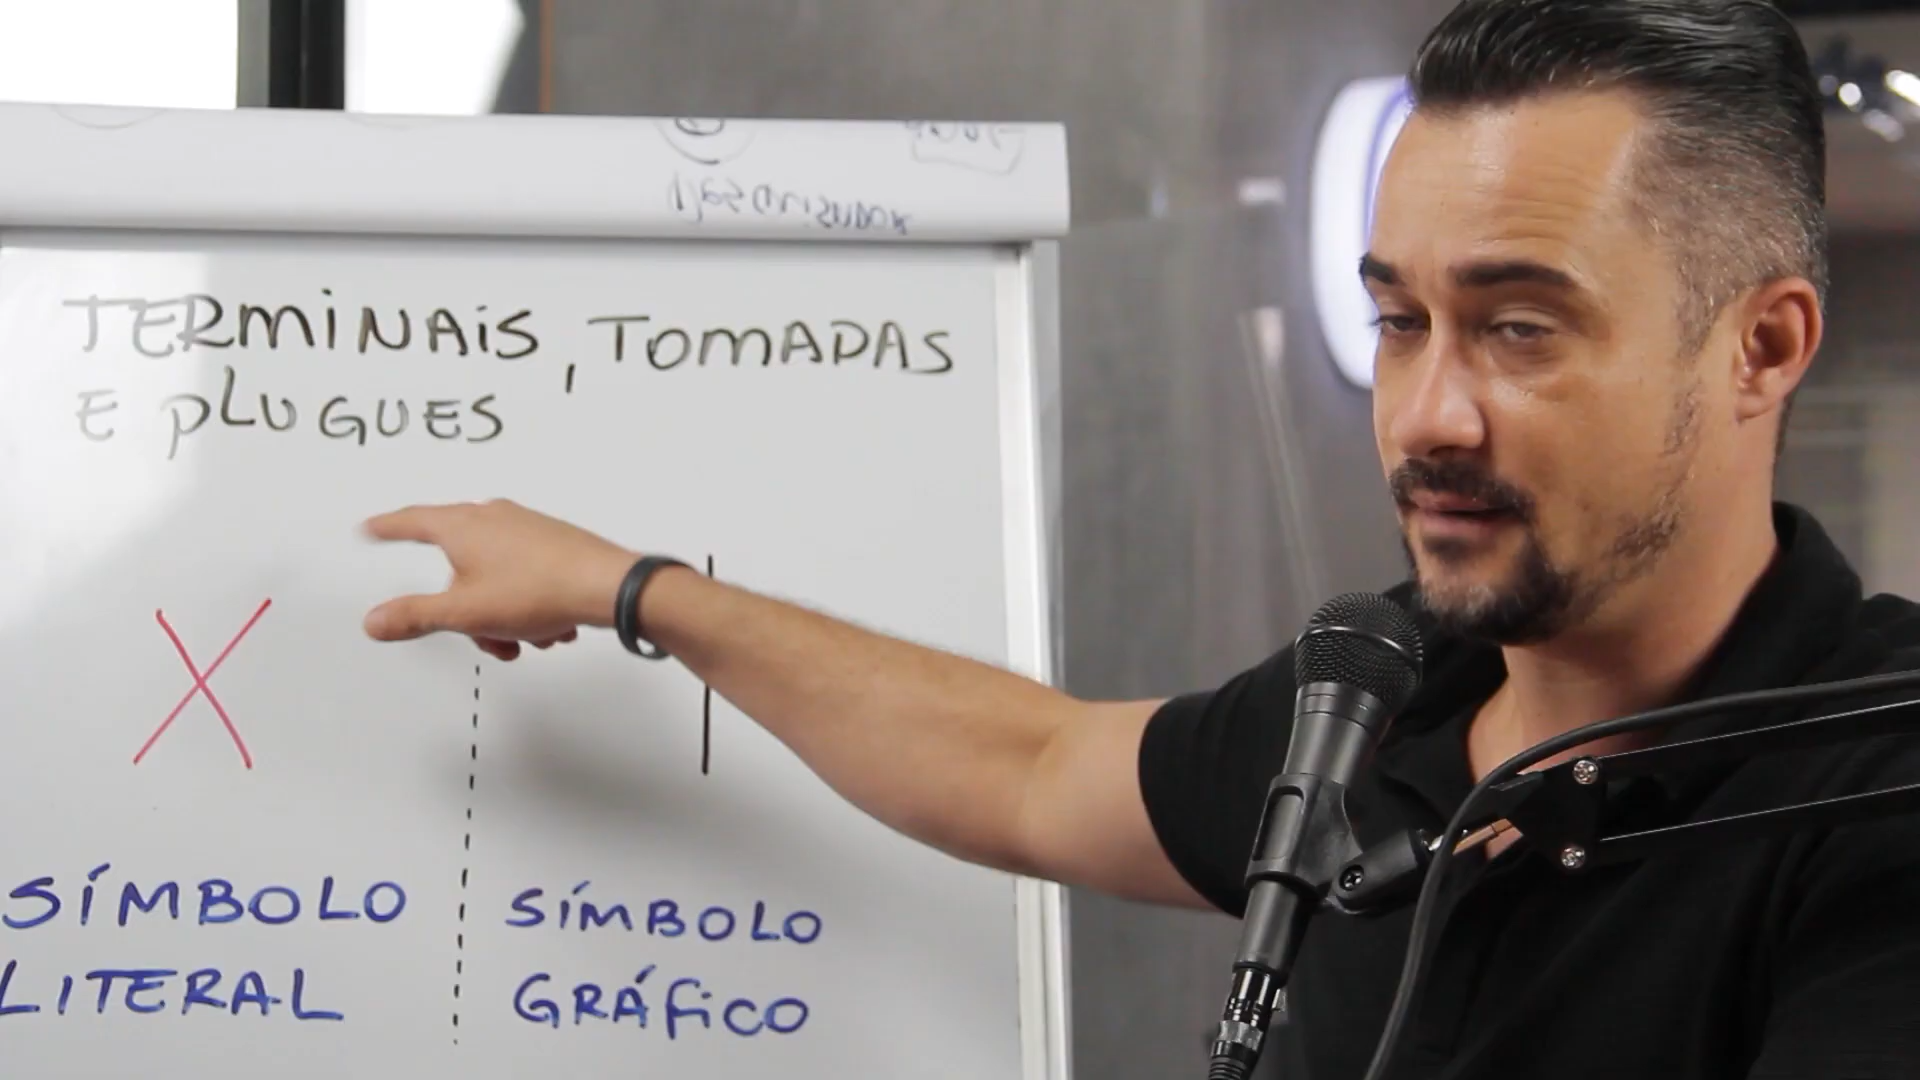 TERMINAIS, TOMADAS
E PLUGUES
X
SÍMBOLO
LITERAL
SÍMBOLO
GRÁFICO